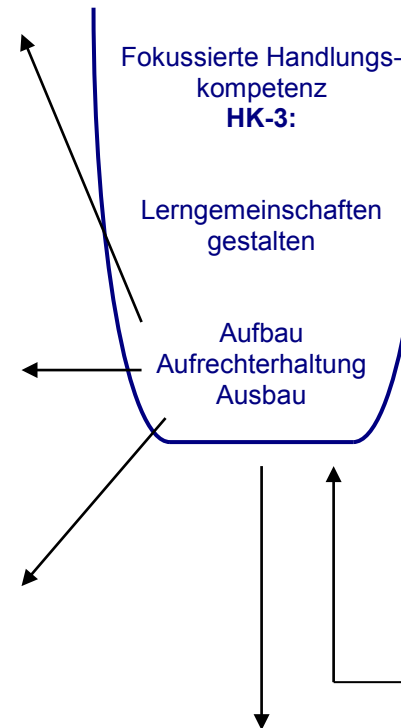 Fokussierte Handlungs-
kompetenz
HK-3:
Lerngemeinschaften
gestalten
Aufbau
Aufrechterhaltung
Ausbau